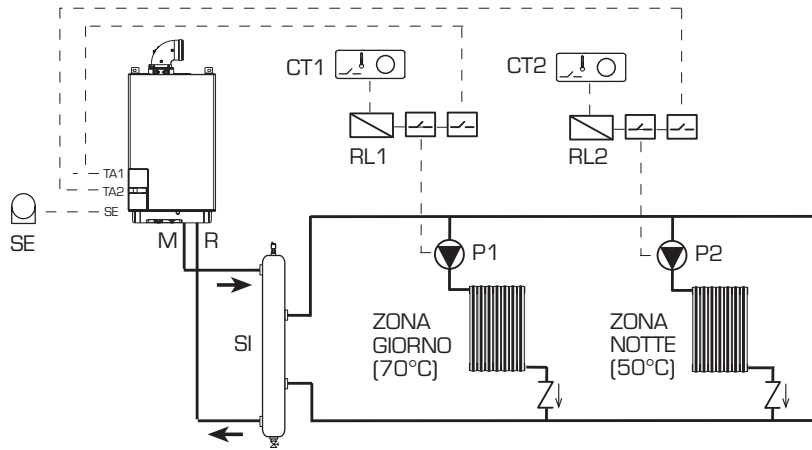 CT1
CT2
RL1
RL2
TA1
TA2
SE
SE
M R
P1
P2
SI
ZONA
GIORNO
(70°C)
ZONA
NOTTE
(50°C)